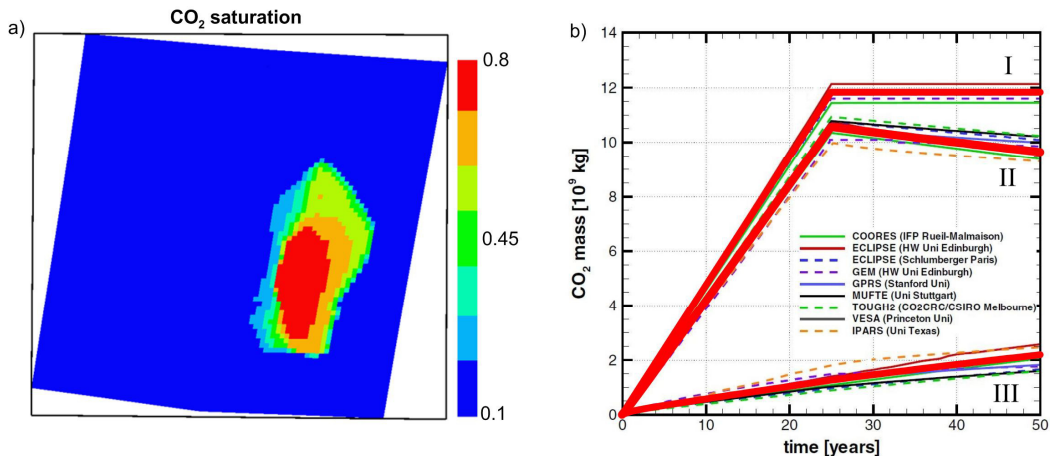 a)
CO₂ saturation
0.8
0.45
0.1
b)
CO₂ mass [10⁹ kg]
14
12
10
8
6
4
2
0
I
II
III
COORES (IFP Rueil-Malmaison)
ECLIPSE (HW Uni Edinburgh)
ECLIPSE (Schlumberger Paris)
GEM (HW Uni Edinburgh)
GPRS (Stanford Uni)
MUFTE (Uni Stuttgart)
TOUGH2 (CO2CRC/CSIRO Melbourne)
VESA (Princeton Uni)
IPARS (Uni Texas)
0 10 20 30 40 50
time [years]